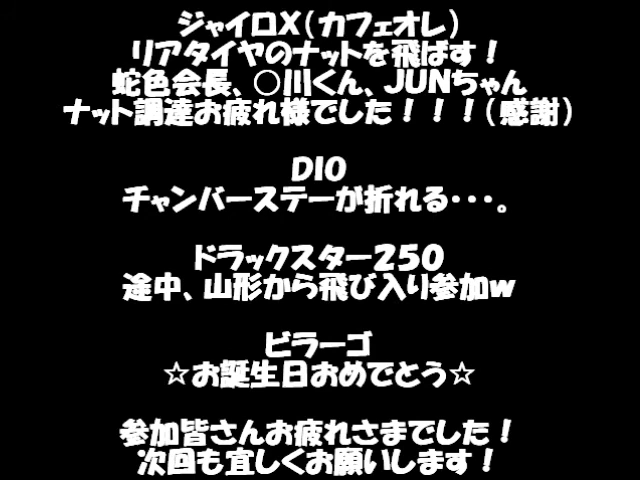 ジャイロX(カフェオレ)
リアタイヤのナットを飛ばす!
蛇色会長、○川くん、JUNちゃん
ナット調達お疲れ様でした!!!(感謝)
DIO
チャンバーステーが折れる・・・。
ドラックスター250
途中、山形から飛び入り参加w
ビラーゴ
☆お誕生日おめでとう☆
参加皆さんお疲れさまでした!
次回も宜しくお願いします!